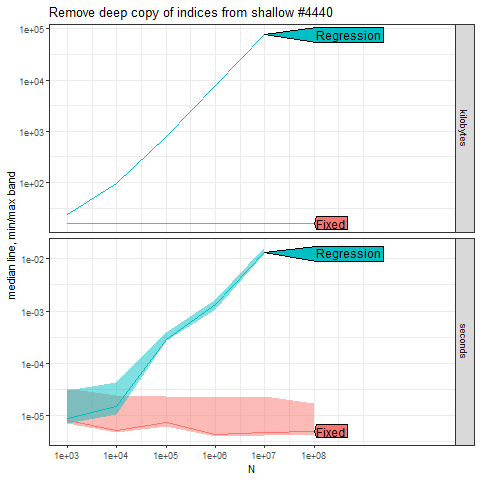 Remove deep copy of indices from shallow #4440
1e+05
1e+04
1e+03
1e+02
Regression
Fixed
kilobytes
median line, min/max band
1e-02
1e-03
1e-04
1e-05
Regression
Fixed
seconds
1e+03 1e+04 1e+05 1e+06 1e+07 1e+08
N